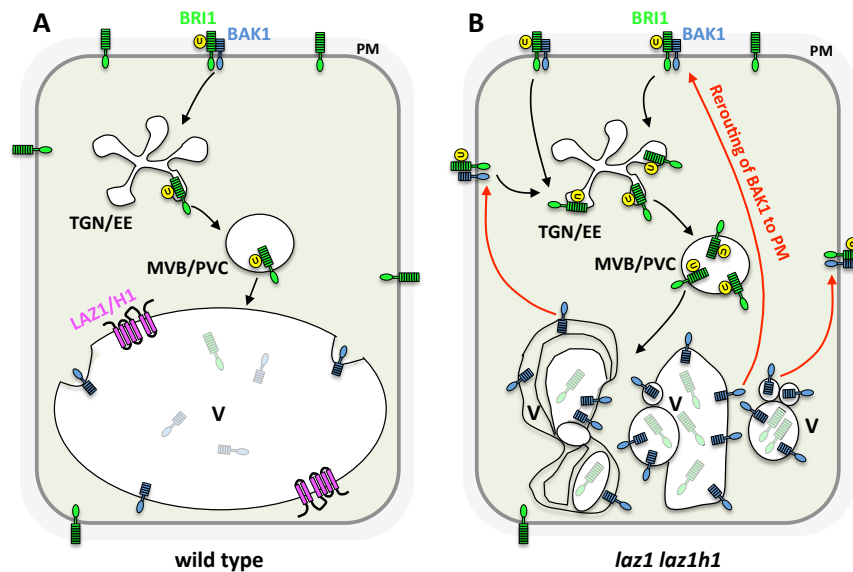 A
BRI1
BAK1
U
PM
TGN/EE
U
MVB/PVC
U
LAZ1/H1
V
wild type
B
BRI1
BAK1
U
U
PM
U
U
U
U
TGN/EE
Rerouting of BAK1 to PM
MVB/PVC
U
U
U
U
V
V
V
laz1 laz1h1